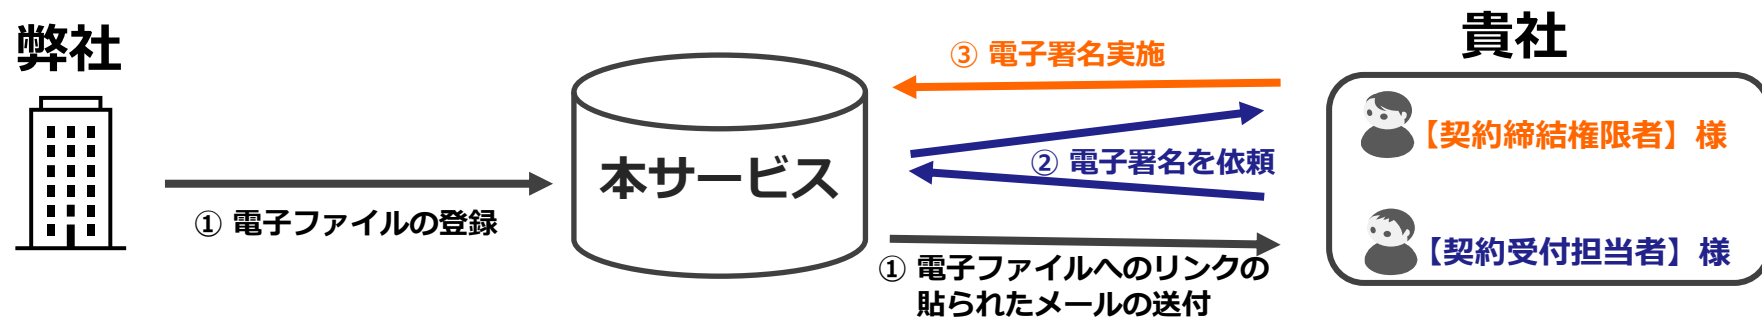 弊社
① 電子ファイルの登録
本サービス
③ 電子署名実施
② 電子署名を依頼
① 電子ファイルへのリンクの
貼られたメールの送付
貴社
【契約締結権限者】様
【契約受付担当者】様